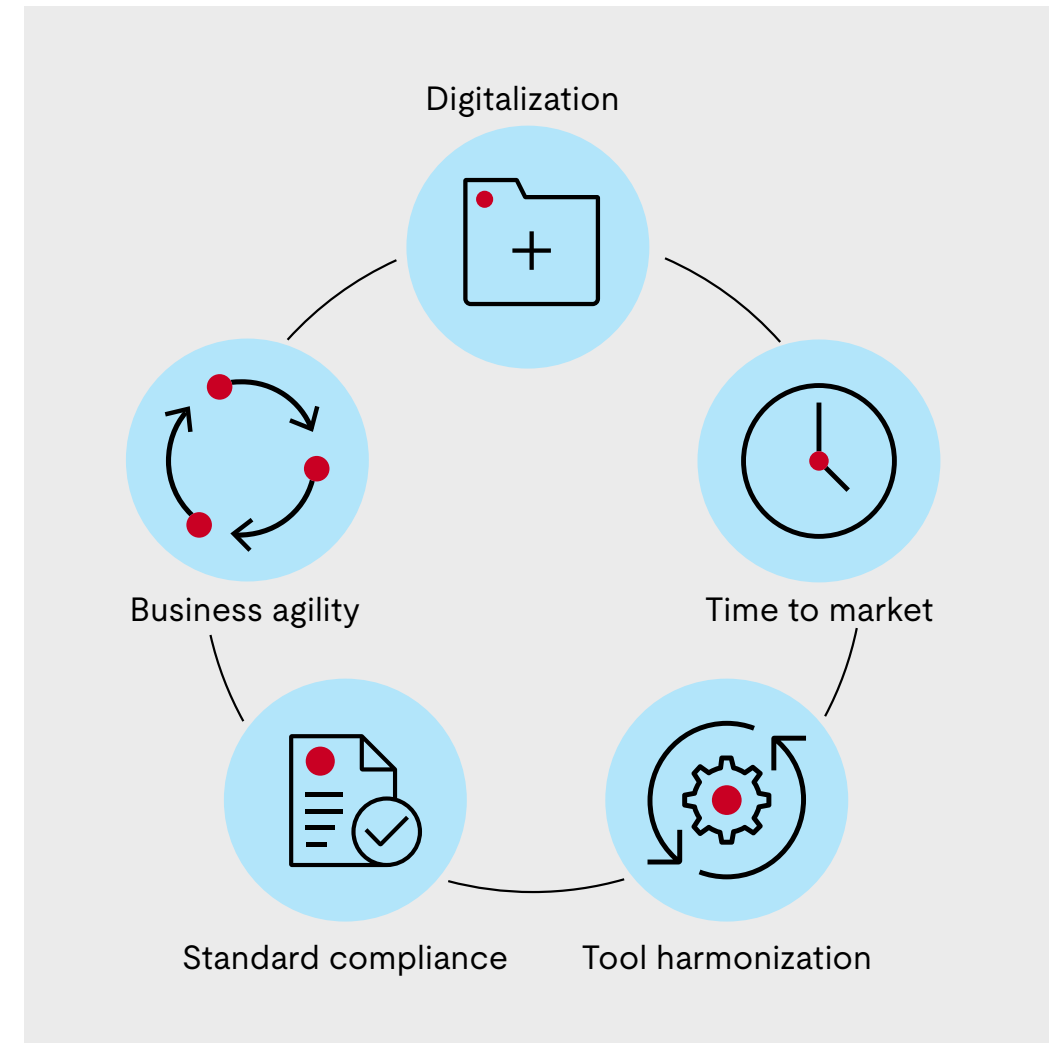 Digitalization
Business agility
Time to market
Standard compliance
Tool harmonization